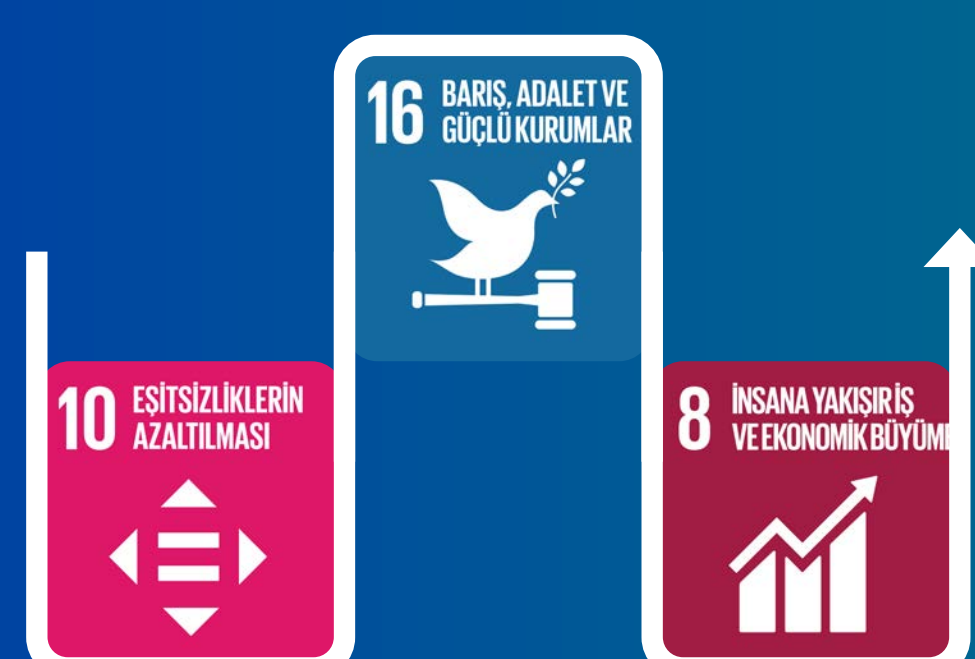 16 BARIŞ, ADALET VE
GÜÇLÜ KURUMLAR
10 EŞİTSİZLİKLERİN
AZALTILMASI
8 İNSANA YAKIŞIR İŞ
VE EKONOMİK BÜYÜM